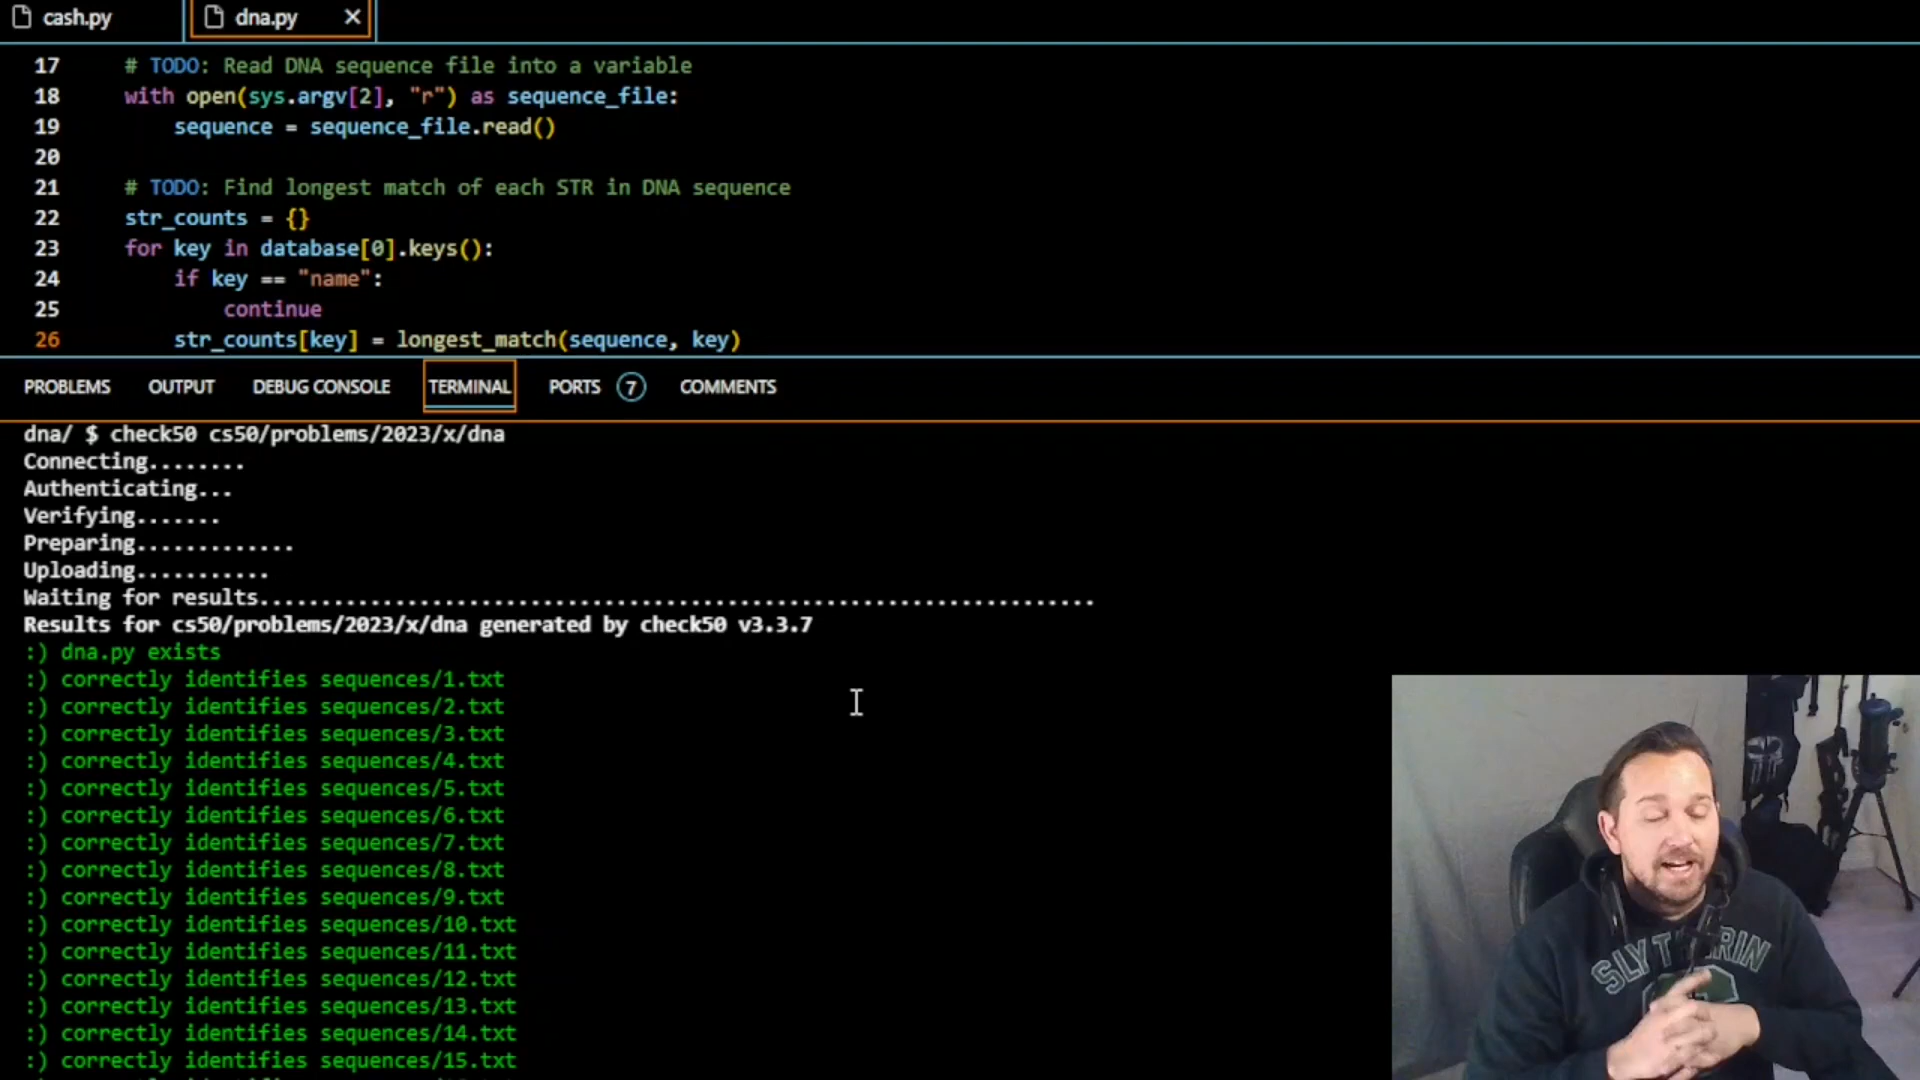 cash.py
dna.py
17 # TODO: Read DNA sequence file into a variable
18 with open(sys.argv[2], "r") as sequence_file:
19 sequence = sequence_file.read()
20
21 # TODO: Find longest match of each STR in DNA sequence
22 str_counts = {}
23 for key in database[0].keys():
24 if key == "name":
25 continue
26 str_counts[key] = longest_match(sequence, key)
PROBLEMS OUTPUT DEBUG CONSOLE TERMINAL PORTS 7 COMMENTS
dna/ $ check50 cs50/problems/2023/x/dna
Connecting........
Authenticating...
Verifying.......
Preparing.............
Uploading...........
Waiting for results....................................................................
Results for cs50/problems/2023/x/dna generated by check50 v3.3.7
:) dna.py exists
:) correctly identifies sequences/1.txt
:) correctly identifies sequences/2.txt
:) correctly identifies sequences/3.txt
:) correctly identifies sequences/4.txt
:) correctly identifies sequences/5.txt
:) correctly identifies sequences/6.txt
:) correctly identifies sequences/7.txt
:) correctly identifies sequences/8.txt
:) correctly identifies sequences/9.txt
:) correctly identifies sequences/10.txt
:) correctly identifies sequences/11.txt
:) correctly identifies sequences/12.txt
:) correctly identifies sequences/13.txt
:) correctly identifies sequences/14.txt
:) correctly identifies sequences/15.txt
SLYTHERIN